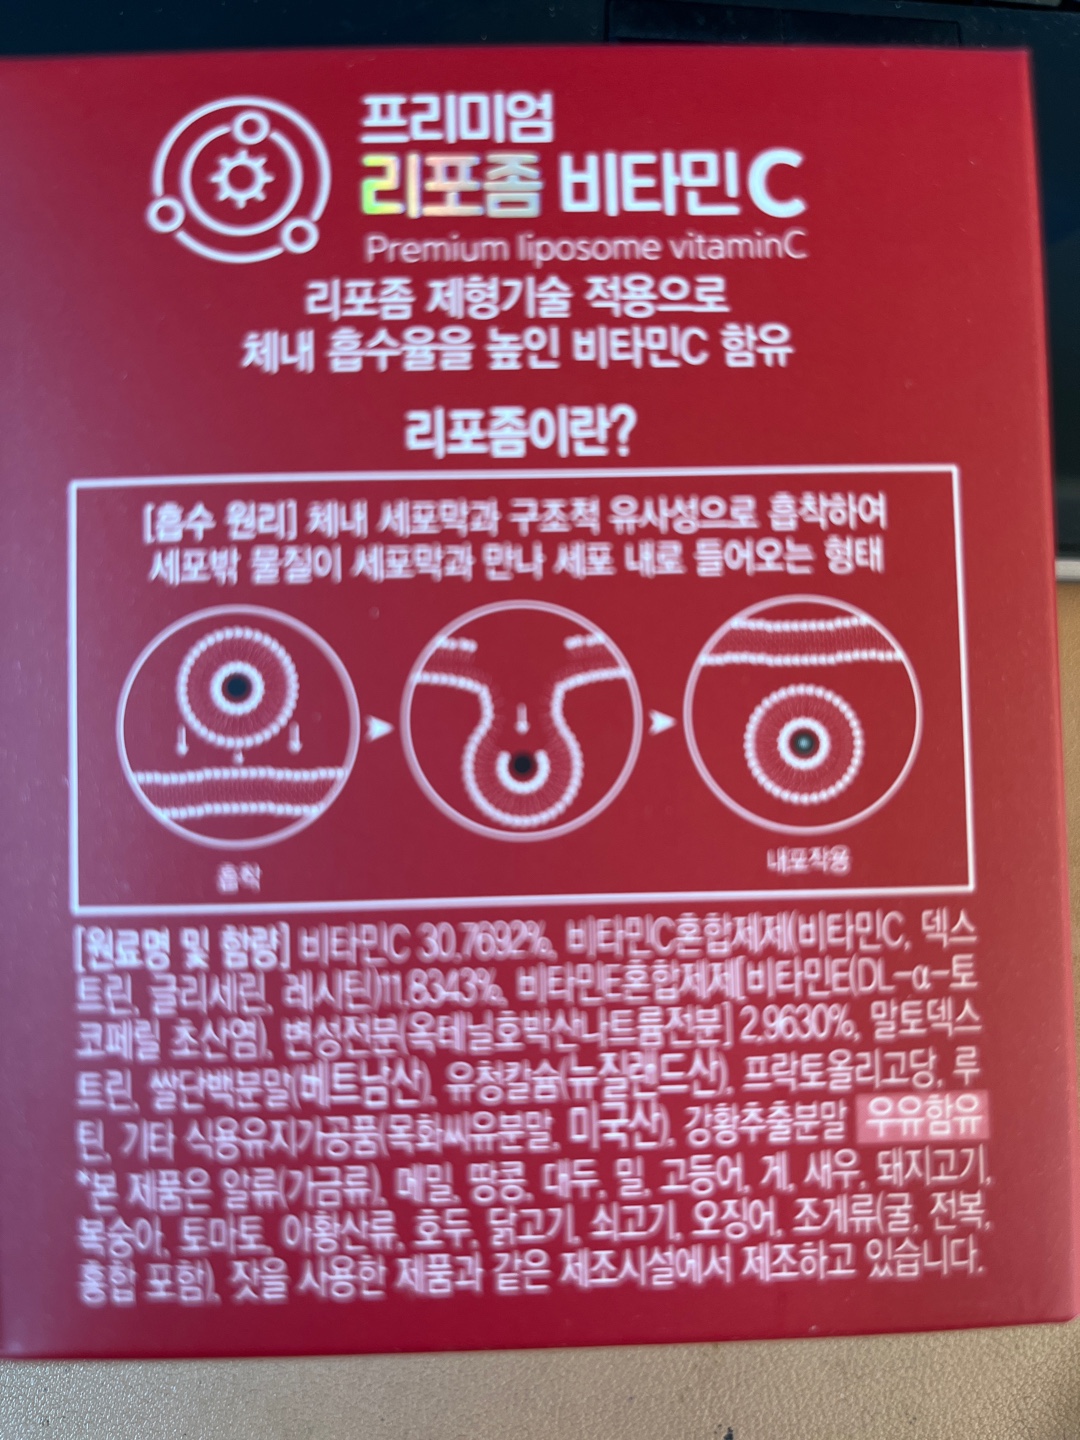 프리미엄
리포좀 비타민C
Premium liposome vitaminC
리포좀 제형기술 적용으로
체내 흡수율을 높인 비타민C 함유
리포좀이란?
[흡수 원리] 체내 세포막과 구조적 유사성으로 흡착하여
세포밖 물질이 세포막과 만나 세포 내로 들어오는 형태
흡착
내포작용
[원료명 및 함량] 비타민C 30.7692%, 비타민C혼합제제(비타민C, 덱스
트린, 글리세린, 레시틴)11.8343%, 비타민E혼합제제[비타민E(DL-α-토
코페릴 초산염), 변성전분(옥테닐호박산나트륨전분] 2.9630%, 말토덱스
트린, 쌀단백분말(베트남산), 유청칼슘(뉴질랜드산), 프락토올리고당, 루
틴, 기타 식용유지가공품(목화씨유분말, 미국산), 강황추출분말 우유함유
*본 제품은 알류(가금류), 메밀, 땅콩, 대두, 밀, 고등어, 게, 새우, 돼지고기,
복숭아, 토마토, 아황산류, 호두, 닭고기, 쇠고기, 오징어, 조개류(굴, 전복,
홍합 포함), 잣을 사용한 제품과 같은 제조시설에서 제조하고 있습니다.